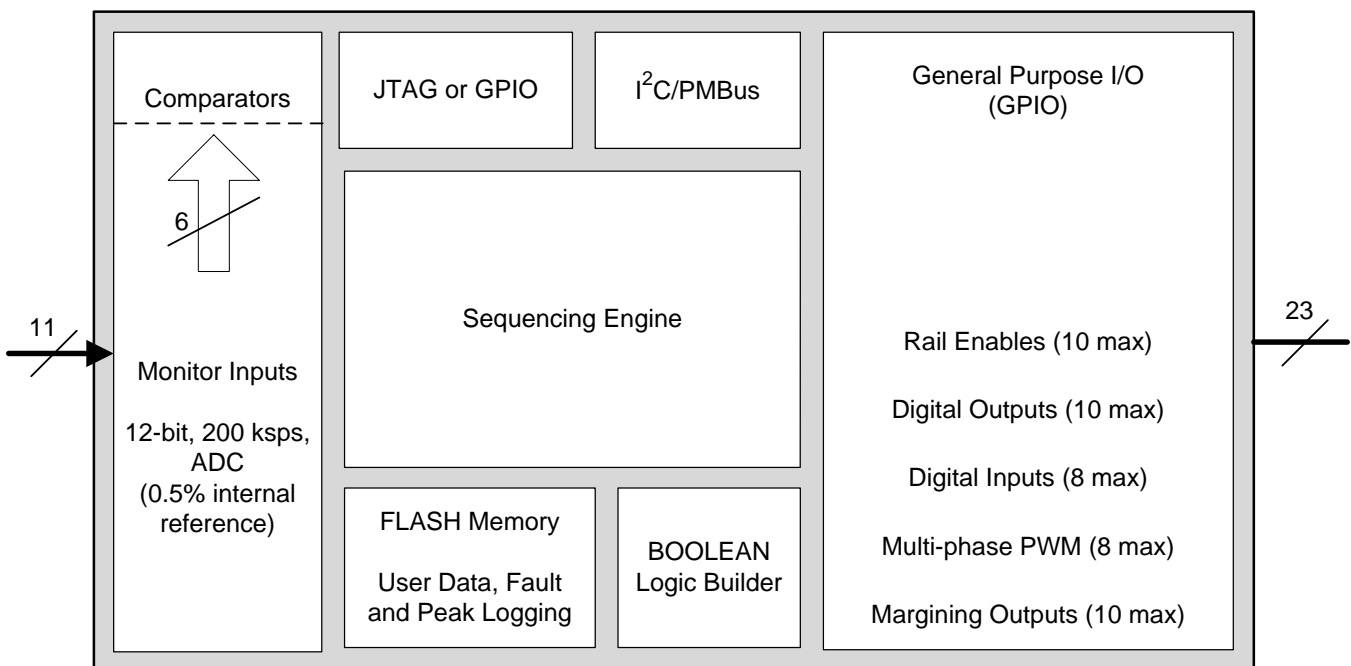 Comparators
6
11
Monitor Inputs
12-bit, 200 ksps,
ADC
(0.5% internal
reference)
JTAG or GPIO
I2C/PMBus
Sequencing Engine
FLASH Memory
User Data, Fault
and Peak Logging
BOOLEAN
Logic Builder
General Purpose I/O
(GPIO)
Rail Enables (10 max)
Digital Outputs (10 max)
Digital Inputs (8 max)
Multi-phase PWM (8 max)
Margining Outputs (10 max)
23